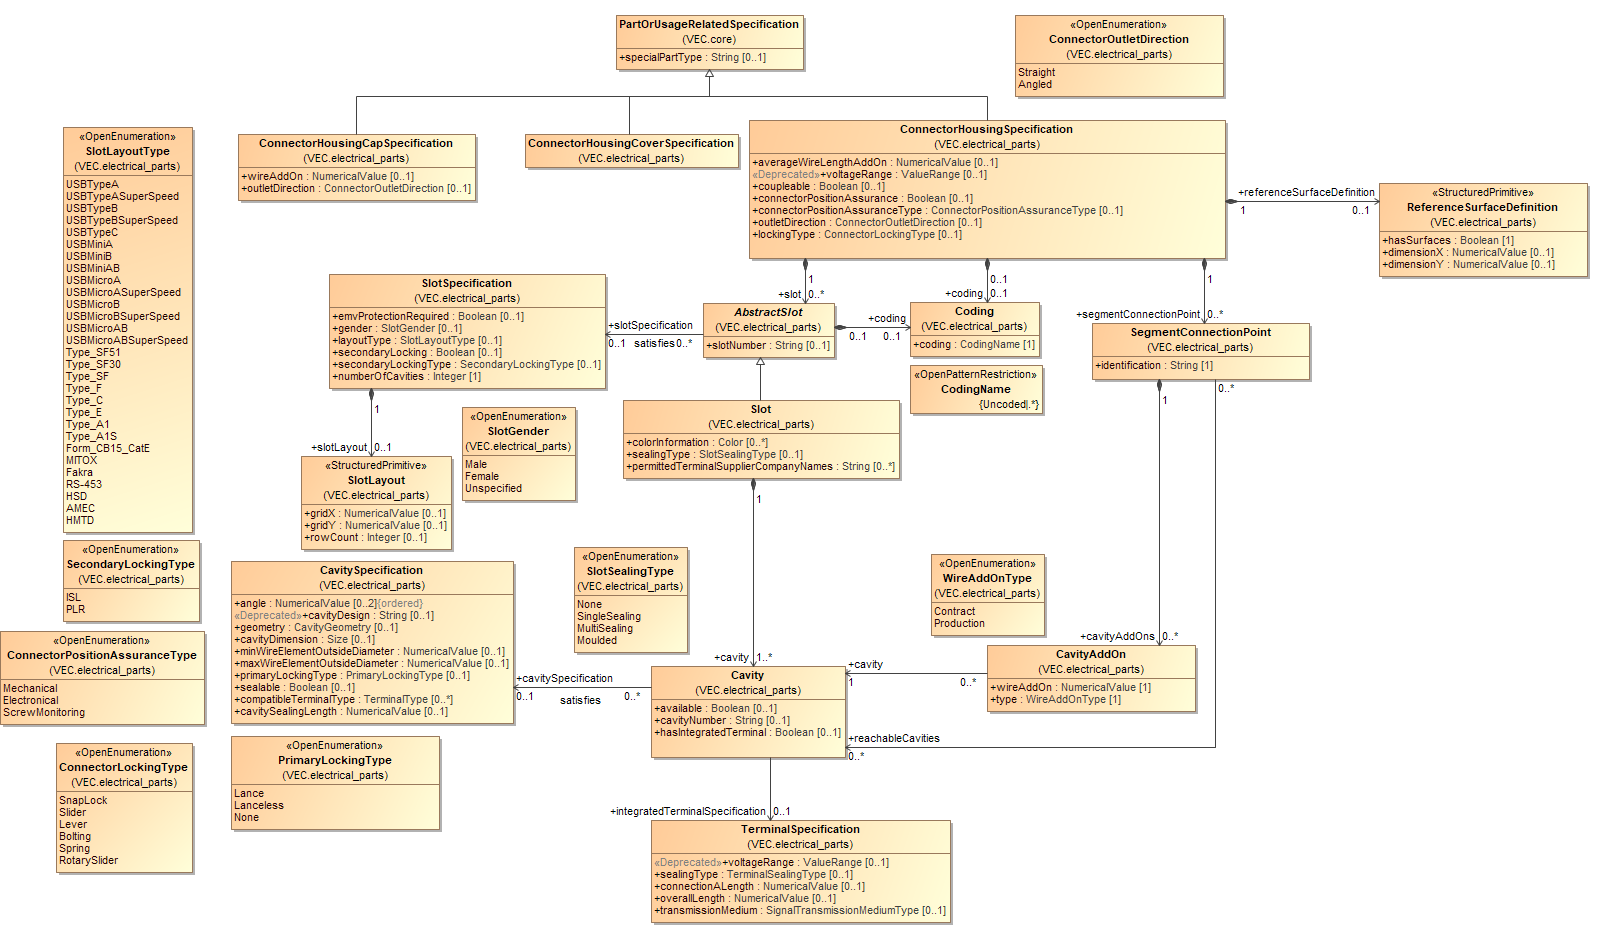 PartOrUsageRelatedSpecification
(VEC.core)
+specialPartType : String [0..1]
«OpenEnumeration»
ConnectorOutletDirection
(VEC.electrical_parts)
Straight
Angled
«OpenEnumeration»
SlotLayoutType
(VEC.electrical_parts)
USBTypeA
USBTypeASuperSpeed
USBTypeB
USBTypeBSuperSpeed
USBTypeC
USBMiniA
USBMiniB
USBMiniAB
USBMicroA
USBMicroASuperSpeed
USBMicroB
USBMicroBSuperSpeed
USBMicroAB
USBMicroABSuperSpeed
Type_SF51
Type_SF30
Type_SF
Type_F
Type_C
Type_E
Type_A1
Type_A1S
Form_CB15_CatE
MITOX
Fakra
RS-453
HSD
AMEC
HMTD
ConnectorHousingCapSpecification
(VEC.electrical_parts)
+wireAddOn : NumericalValue [0..1]
+outletDirection : ConnectorOutletDirection [0..1]
ConnectorHousingCoverSpecification
(VEC.electrical_parts)
ConnectorHousingSpecification
(VEC.electrical_parts)
+averageWireLengthAddOn : NumericalValue [0..1]
«Deprecated»+voltageRange : ValueRange [0..1]
+coupleable : Boolean [0..1]
+connectorPositionAssurance : Boolean [0..1]
+connectorPositionAssuranceType : ConnectorPositionAssuranceType [0..1]
+outletDirection : ConnectorOutletDirection [0..1]
+lockingType : ConnectorLockingType [0..1]
+referenceSurfaceDefinition
1
0..1
«StructuredPrimitive»
ReferenceSurfaceDefinition
(VEC.electrical_parts)
+hasSurfaces : Boolean [1]
+dimensionX : NumericalValue [0..1]
+dimensionY : NumericalValue [0..1]
1
+slot
0..*
0..1
+coding
0..1
1
+segmentConnectionPoint
0..*
SlotSpecification
(VEC.electrical_parts)
+emvProtectionRequired : Boolean [0..1]
+gender : SlotGender [0..1]
+layoutType : SlotLayoutType [0..1]
+secondaryLocking : Boolean [0..1]
+secondaryLockingType : SecondaryLockingType [0..1]
+numberOfCavities : Integer [1]
+slotSpecification
0..1
satisfies
0..*
AbstractSlot
(VEC.electrical_parts)
+slotNumber : String [0..1]
+coding
0..1
0..1
Coding
(VEC.electrical_parts)
+coding : CodingName [1]
«OpenPatternRestriction»
CodingName
{Uncoded|.*}
SegmentConnectionPoint
(VEC.electrical_parts)
+identification : String [1]
0..*
1
1
+slotLayout
0..1
«StructuredPrimitive»
SlotLayout
(VEC.electrical_parts)
+gridX : NumericalValue [0..1]
+gridY : NumericalValue [0..1]
+rowCount : Integer [0..1]
«OpenEnumeration»
SlotGender
(VEC.electrical_parts)
Male
Female
Unspecified
Slot
(VEC.electrical_parts)
+colorInformation : Color [0..*]
+sealingType : SlotSealingType [0..1]
+permittedTerminalSupplierCompanyNames : String [0..*]
1
+cavity
1..*
«OpenEnumeration»
SecondaryLockingType
(VEC.electrical_parts)
ISL
PLR
«OpenEnumeration»
ConnectorPositionAssuranceType
(VEC.electrical_parts)
Mechanical
Electronical
ScrewMonitoring
«OpenEnumeration»
ConnectorLockingType
(VEC.electrical_parts)
SnapLock
Slider
Lever
Bolting
Spring
RotarySlider
CavitySpecification
(VEC.electrical_parts)
+angle : NumericalValue [0..2]{ordered}
«Deprecated»+cavityDesign : String [0..1]
+geometry : CavityGeometry [0..1]
+cavityDimension : Size [0..1]
+minWireElementOutsideDiameter : NumericalValue [0..1]
+maxWireElementOutsideDiameter : NumericalValue [0..1]
+primaryLockingType : PrimaryLockingType [0..1]
+sealable : Boolean [0..1]
+compatibleTerminalType : TerminalType [0..*]
+cavitySealingLength : NumericalValue [0..1]
«OpenEnumeration»
PrimaryLockingType
(VEC.electrical_parts)
Lance
Lanceless
None
«OpenEnumeration»
SlotSealingType
(VEC.electrical_parts)
None
SingleSealing
MultiSealing
Moulded
+cavitySpecification
0..1
satisfies
0..*
Cavity
(VEC.electrical_parts)
+available : Boolean [0..1]
+cavityNumber : String [0..1]
+hasIntegratedTerminal : Boolean [0..1]
«OpenEnumeration»
WireAddOnType
(VEC.electrical_parts)
Contract
Production
+cavityAddOns
0..*
CavityAddOn
(VEC.electrical_parts)
+wireAddOn : NumericalValue [1]
+type : WireAddOnType [1]
+cavity
1
0..*
+reachableCavities
0..*
+integratedTerminalSpecification
0..1
TerminalSpecification
(VEC.electrical_parts)
«Deprecated»+voltageRange : ValueRange [0..1]
+sealingType : TerminalSealingType [0..1]
+connectionALength : NumericalValue [0..1]
+overallLength : NumericalValue [0..1]
+transmissionMedium : SignalTransmissionMediumType [0..1]